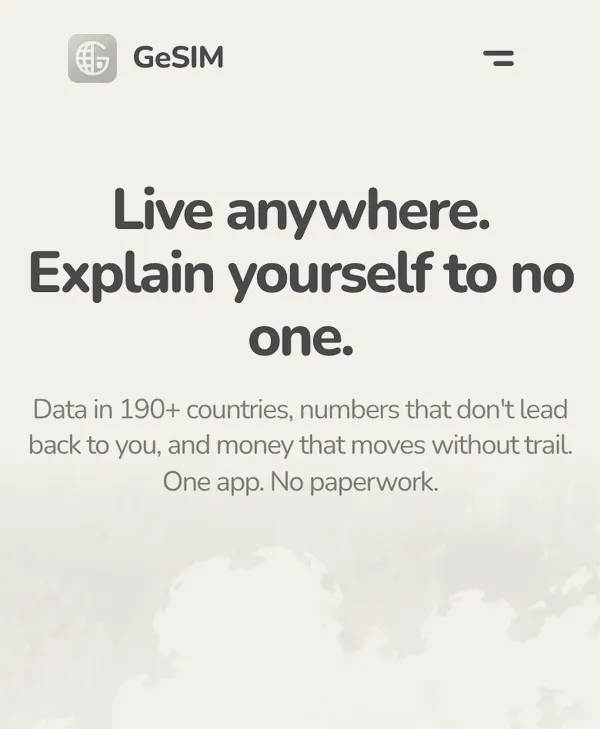 GeSIM
Live anywhere.
Explain yourself to no
one.
Data in 190+ countries, numbers that don't lead
back to you, and money that moves without trail.
One app. No paperwork.